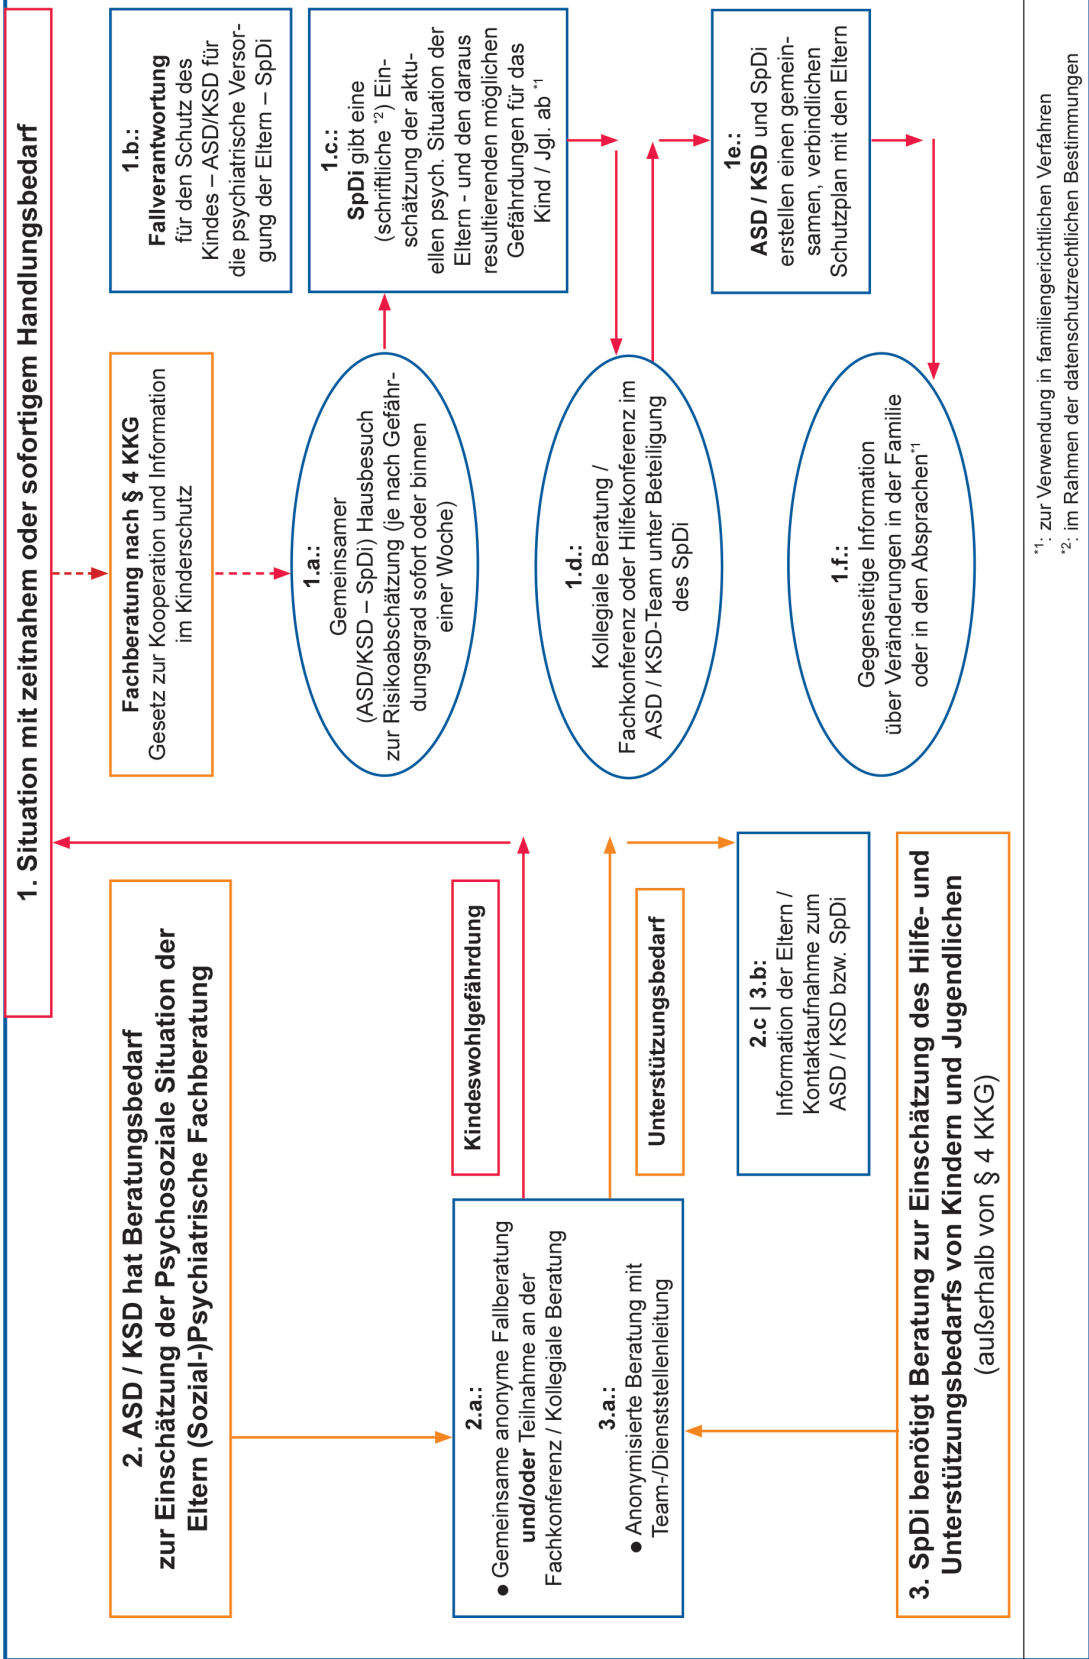 1. Situation mit zeitnahem oder sofortigem Handlungsbedarf
2. ASD / KSD hat Beratungsbedarf
zur Einschätzung der Psychosoziale Situation der
Eltern (Sozial-)Psychiatrische Fachberatung
2.a.:
● Gemeinsame anonyme Fallberatung
und/oder Teilnahme an der
Fachkonferenz / Kollegiale Beratung
3.a.:
● Anonymisierte Beratung mit
Team-/Dienststellenleitung
3. SpDi benötigt Beratung zur Einschätzung des Hilfe- und
Unterstützungsbedarfs von Kindern und Jugendlichen
(außerhalb von § 4 KKG)
Kindeswohlgefährdung
Unterstützungsbedarf
2.c | 3.b:
Information der Eltern /
Kontaktaufnahme zum
ASD / KSD bzw. SpDi
Fachberatung nach § 4 KKG
Gesetz zur Kooperation und Information
im Kinderschutz
1.a.:
Gemeinsamer
(ASD/KSD – SpDi) Hausbesuch
zur Risikoabschätzung (je nach Gefähr-
dungsgrad sofort oder binnen
einer Woche)
1.b.:
Fallverantwortung
für den Schutz des
Kindes – ASD/KSD für
die psychiatrische Versor-
gung der Eltern – SpDi
1.c.:
SpDi gibt eine
(schriftliche *2) Ein-
schätzung der aktu-
ellen psych. Situation der
Eltern - und den daraus
resultierenden möglichen
Gefährdungen für das
Kind / Jgl. ab *1
1.d.:
Kollegiale Beratung /
Fachkonferenz oder Hilfekonferenz im
ASD / KSD-Team unter Beteiligung
des SpDi
1e.:
ASD / KSD und SpDi
erstellen einen gemein-
samen, verbindlichen
Schutzplan mit den Eltern
1.f.:
Gegenseitige Information
über Veränderungen in der Familie
oder in den Absprachen*1
*1: zur Verwendung in familiengerichtlichen Verfahren
*2: im Rahmen der datenschutzrechtlichen Bestimmungen